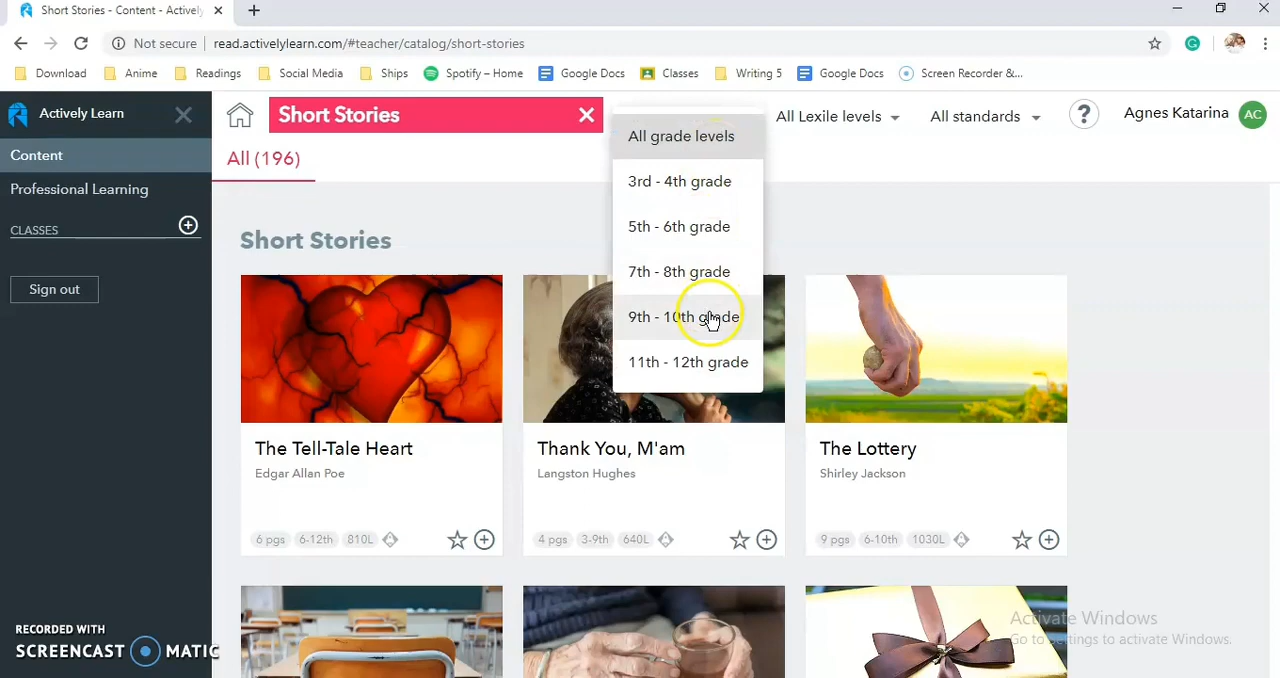 Short Stories - Content - Actively
Not secure
read.activelylearn.com/#teacher/catalog/short-stories
Download
Anime
Readings
Social Media
Ships
Spotify – Home
Google Docs
Classes
Writing 5
Google Docs
Screen Recorder &...
Actively Learn
Short Stories
All grade levels
All Lexile levels
All standards
?
Agnes Katarina
AC
Content
All (196)
Professional Learning
3rd - 4th grade
CLASSES
5th - 6th grade
Short Stories
7th - 8th grade
Sign out
9th - 10th grade
11th - 12th grade
The Tell-Tale Heart
Edgar Allan Poe
6 pgs
6-12th
810L
Thank You, M'am
Langston Hughes
4 pgs
3-9th
640L
The Lottery
Shirley Jackson
9 pgs
6-10th
1030L
Activate Windows
Go to Settings to activate Windows.
RECORDED WITH
SCREENCAST MATIC